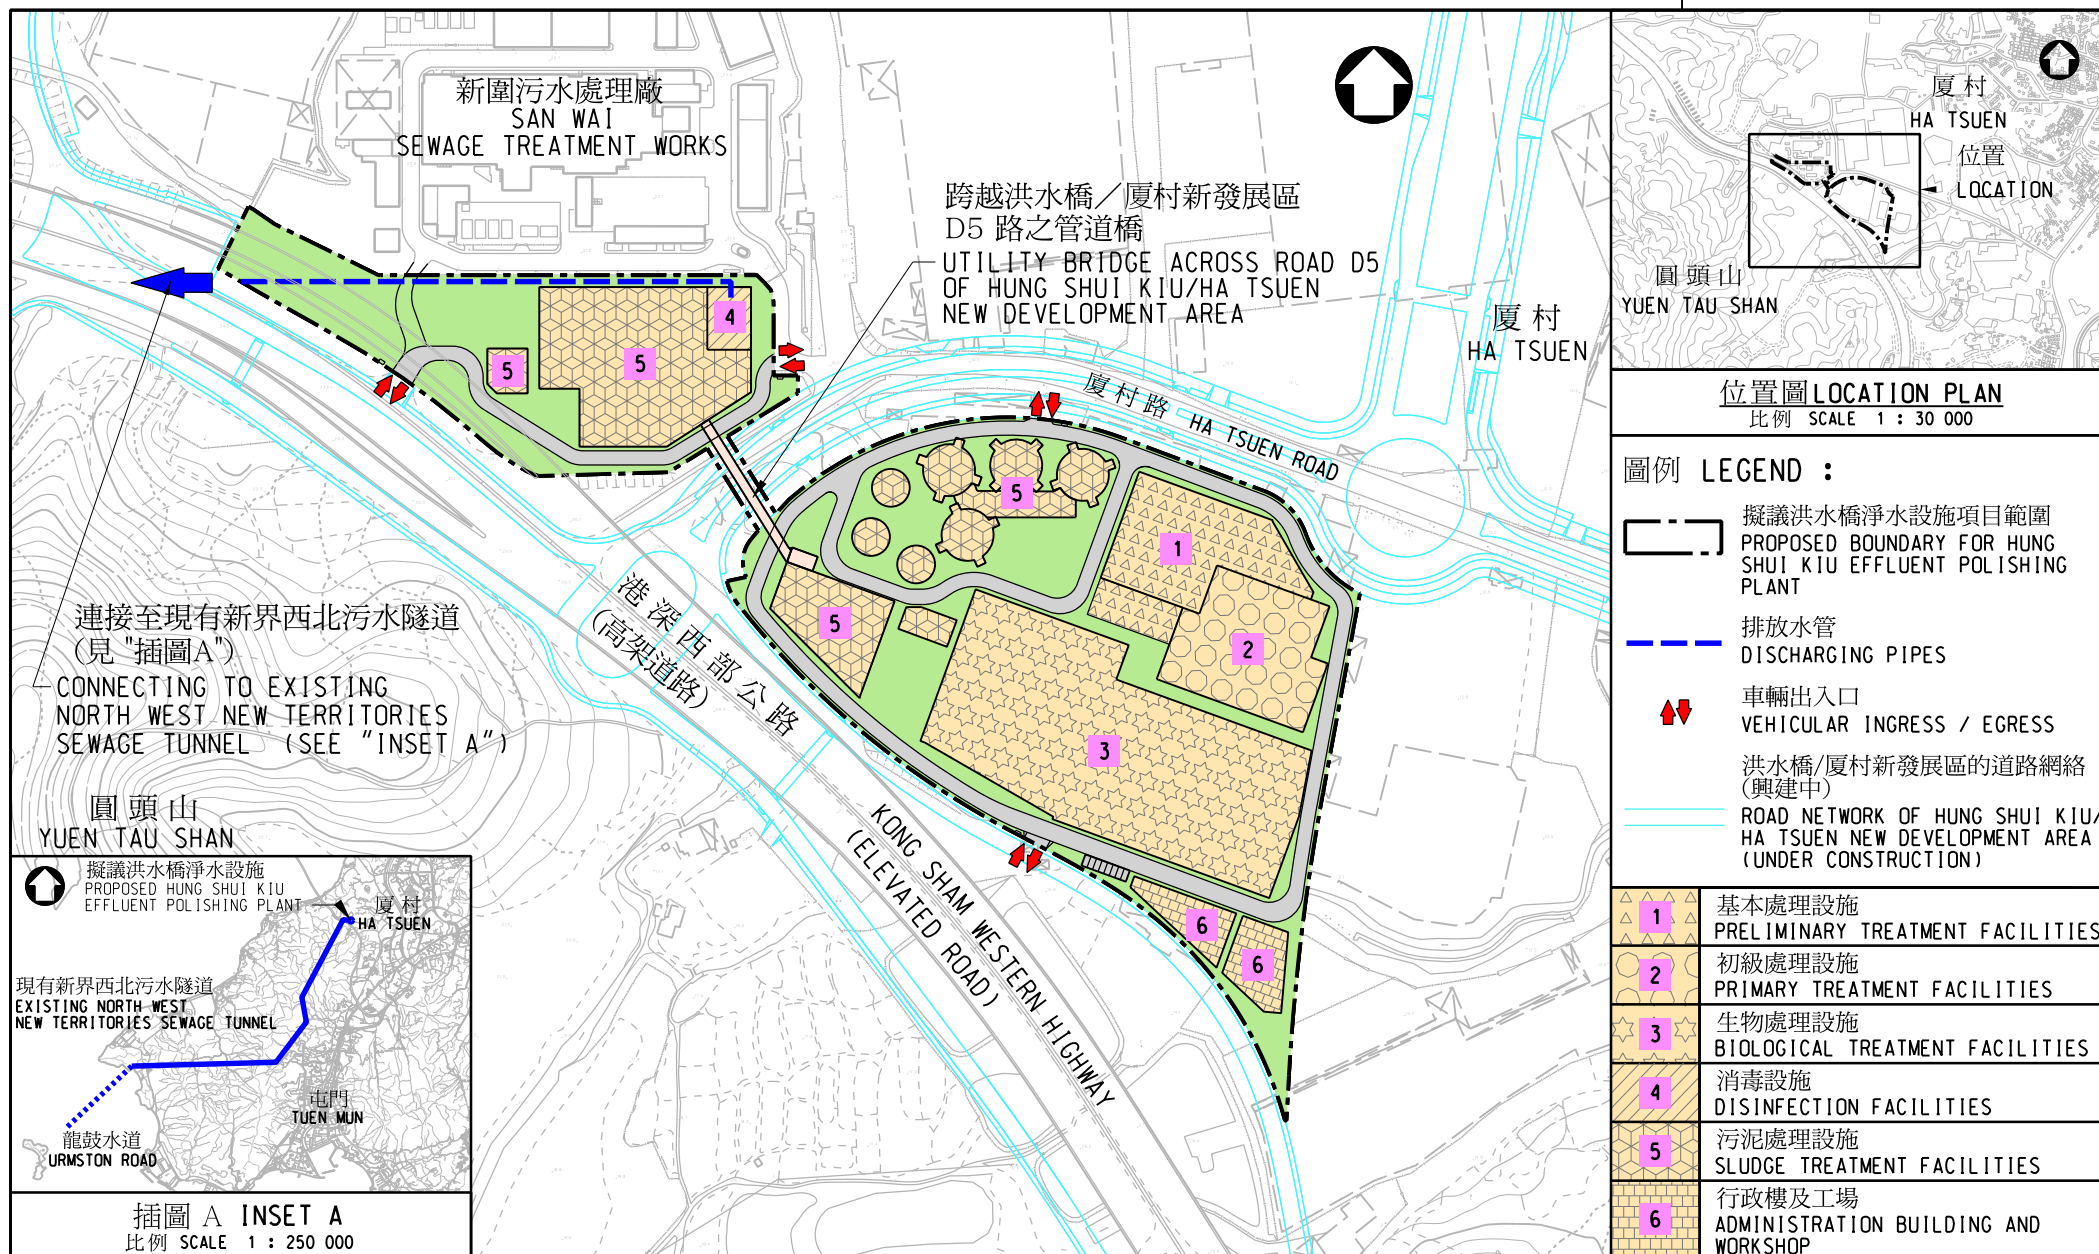 新圍污水處理廠
SAN WAI
SEWAGE TREATMENT WORKS
跨越洪水橋／厦村新發展區
D5 路之管道橋
UTILITY BRIDGE ACROSS ROAD D5
OF HUNG SHUI KIU/HA TSUEN
NEW DEVELOPMENT AREA
厦村
HA TSUEN
4
5
5
厦村路 HA TSUEN ROAD
5
1
2
5
3
6
6
港深西部公路
(高架道路)
KONG SHAM WESTERN HIGHWAY
(ELEVATED ROAD)
連接至現有新界西北污水隧道
(見 "插圖A")
CONNECTING TO EXISTING
NORTH WEST NEW TERRITORIES
SEWAGE TUNNEL (SEE "INSET A")
圓頭山
YUEN TAU SHAN
擬議洪水橋淨水設施
PROPOSED HUNG SHUI KIU
EFFLUENT POLISHING PLANT
厦村
HA TSUEN
現有新界西北污水隧道
EXISTING NORTH WEST
NEW TERRITORIES SEWAGE TUNNEL
屯門
TUEN MUN
龍鼓水道
URMSTON ROAD
插圖 A INSET A
比例 SCALE 1 : 250 000
厦村
HA TSUEN
位置
LOCATION
圓頭山
YUEN TAU SHAN
位置圖 LOCATION PLAN
比例 SCALE 1 : 30 000
圖例 LEGEND :
擬議洪水橋淨水設施項目範圍
PROPOSED BOUNDARY FOR HUNG
SHUI KIU EFFLUENT POLISHING
PLANT
排放水管
DISCHARGING PIPES
車輛出入口
VEHICULAR INGRESS / EGRESS
洪水橋/厦村新發展區的道路網絡
(興建中)
ROAD NETWORK OF HUNG SHUI KIU/
HA TSUEN NEW DEVELOPMENT AREA
(UNDER CONSTRUCTION)
1 基本處理設施
PRELIMINARY TREATMENT FACILITIES
2 初級處理設施
PRIMARY TREATMENT FACILITIES
3 生物處理設施
BIOLOGICAL TREATMENT FACILITIES
4 消毒設施
DISINFECTION FACILITIES
5 污泥處理設施
SLUDGE TREATMENT FACILITIES
6 行政樓及工場
ADMINISTRATION BUILDING AND
WORKSHOP